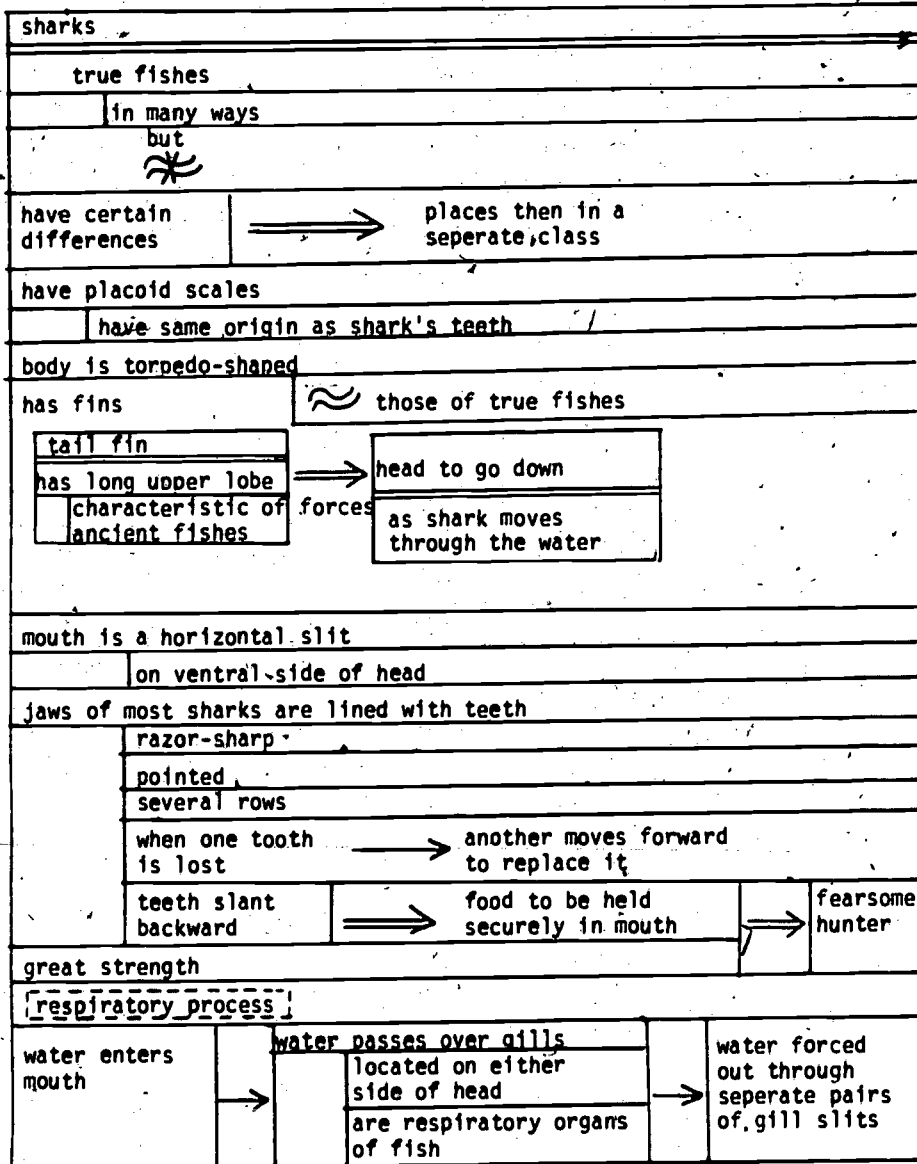 sharks
true fishes
in many ways
but
have certain
differences
places then in a
seperate class
have placoid scales
have same origin as shark's teeth
body is torpedo-shaped
has fins
those of true fishes
tail fin
has long upper lobe
characteristic of
ancient fishes
forces
head to go down
as shark moves
through the water
mouth is a horizontal slit
on ventral side of head
jaws of most sharks are lined with teeth
razor-sharp
pointed
several rows
when one tooth
is lost
another moves forward
to replace it
teeth slant
backward
food to be held
securely in mouth
fearsome
hunter
great strength
respiratory process
water enters
mouth
water passes over gills
located on either
side of head
are respiratory organs
of fish
water forced
out through
seperate pairs
of gill slits